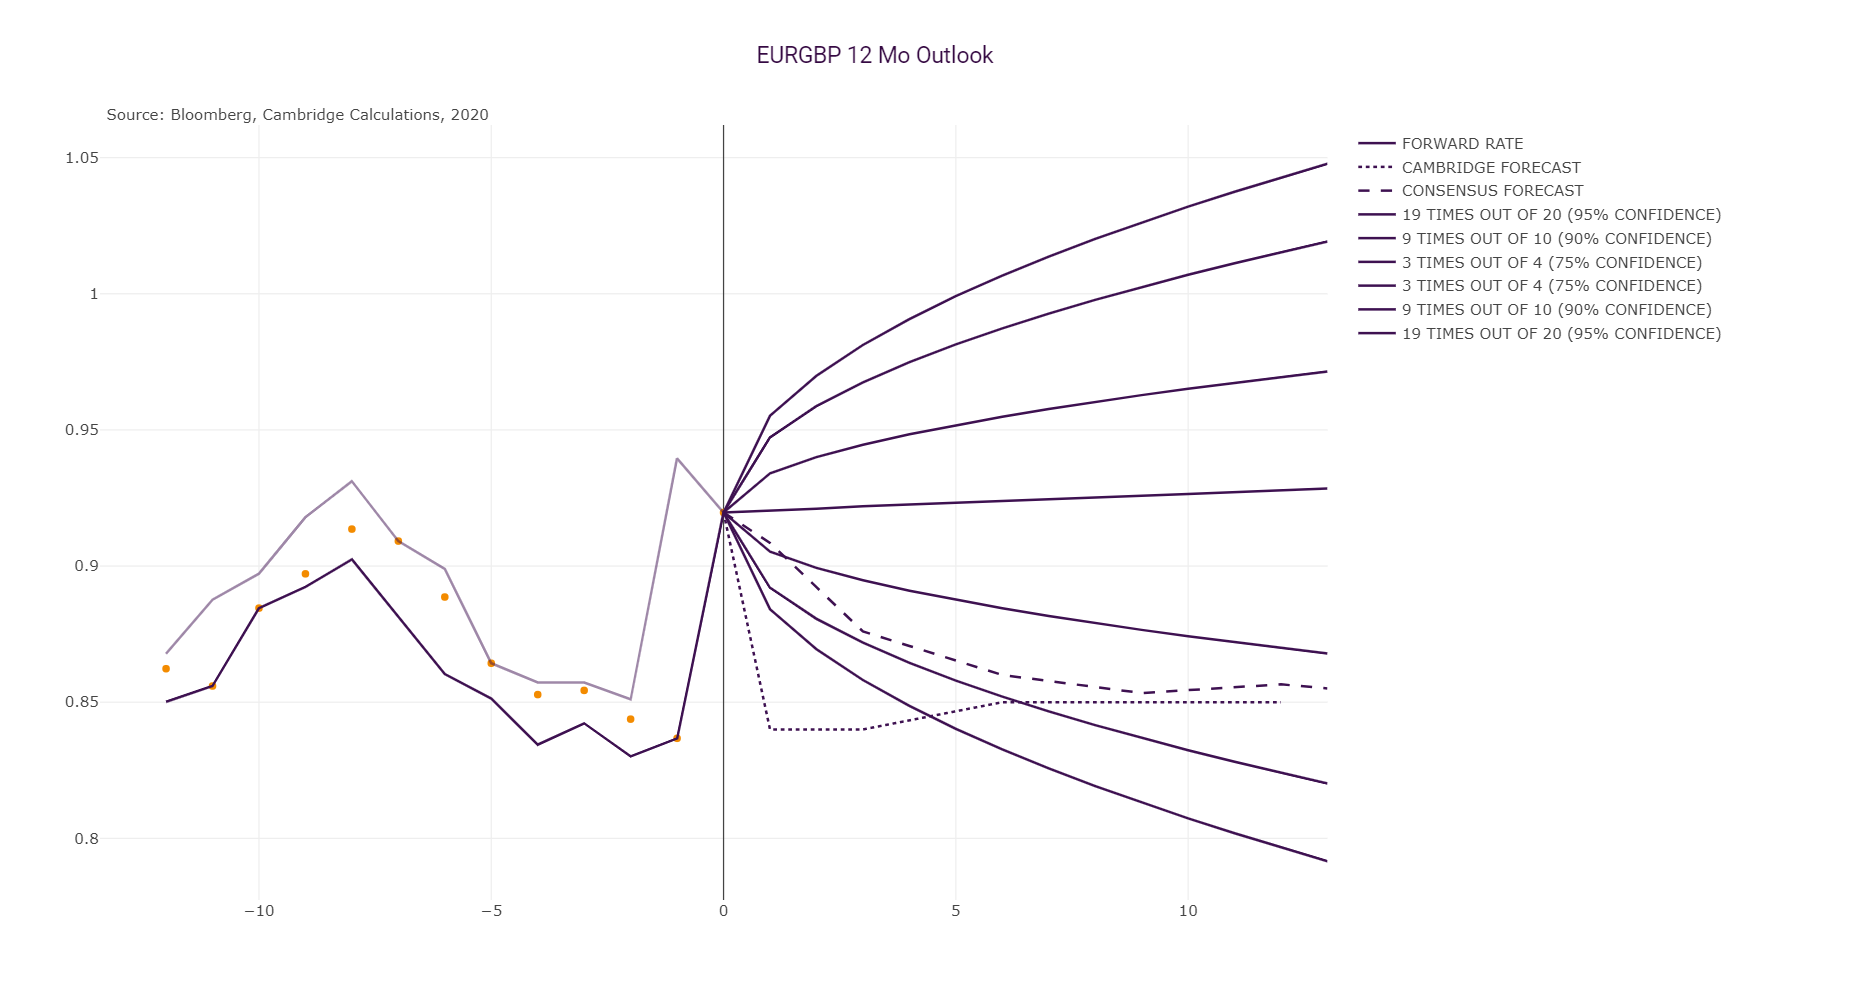 EURGBP 12 Mo Outlook
Source: Bloomberg, Cambridge Calculations, 2020
1.05
1
0.95
0.9
0.85
0.8
−10
−5
0
5
10
FORWARD RATE
CAMBRIDGE FORECAST
CONSENSUS FORECAST
19 TIMES OUT OF 20 (95% CONFIDENCE)
9 TIMES OUT OF 10 (90% CONFIDENCE)
3 TIMES OUT OF 4 (75% CONFIDENCE)
3 TIMES OUT OF 4 (75% CONFIDENCE)
9 TIMES OUT OF 10 (90% CONFIDENCE)
19 TIMES OUT OF 20 (95% CONFIDENCE)